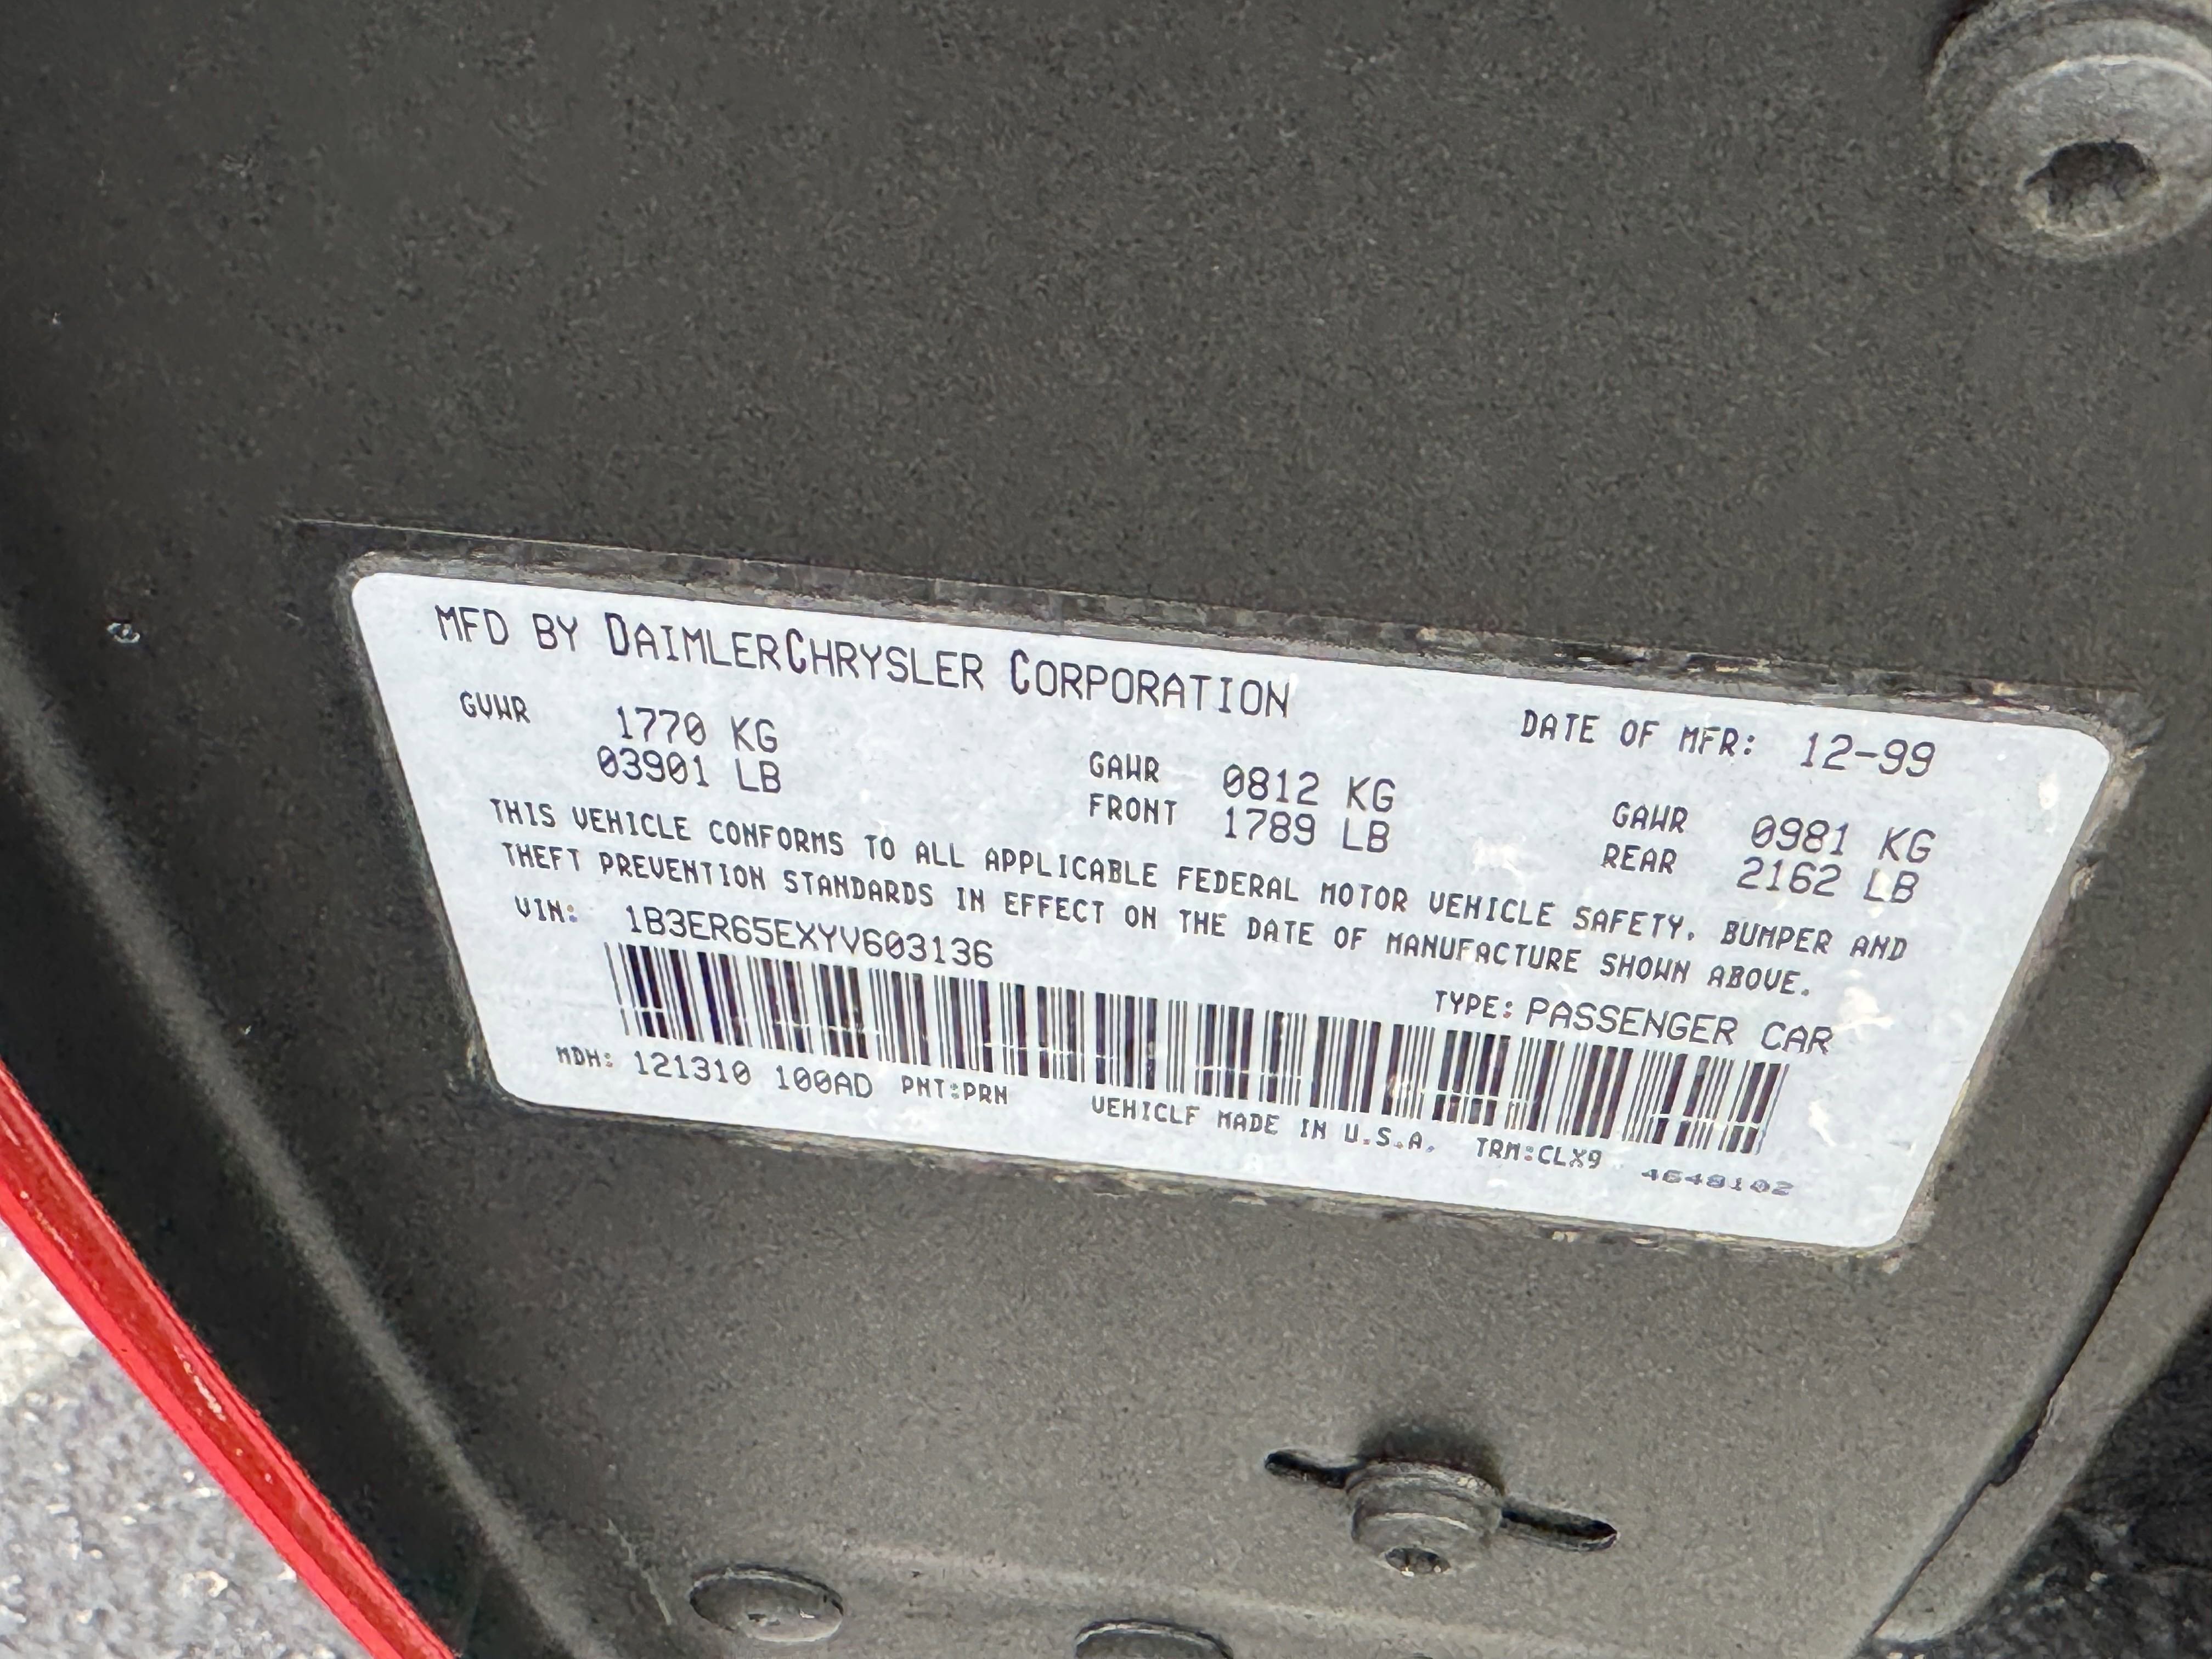 MFD BY DAIMLERCHRYSLER CORPORATION
DATE OF MFR: 12-99
GVWR 1770 KG
03901 LB
GAWR 0812 KG
FRONT 1789 LB
GAWR 0981 KG
REAR 2162 LB
THIS VEHICLE CONFORMS TO ALL APPLICABLE FEDERAL MOTOR VEHICLE SAFETY, BUMPER AND
THEFT PREVENTION STANDARDS IN EFFECT ON THE DATE OF MANUFACTURE SHOWN ABOVE.
VIN: 1B3ER65EXYV603136
TYPE: PASSENGER CAR
MDH: 121310 100AD PNT:PRN
VEHICLE MADE IN U.S.A. TRM:CLX9 4648102